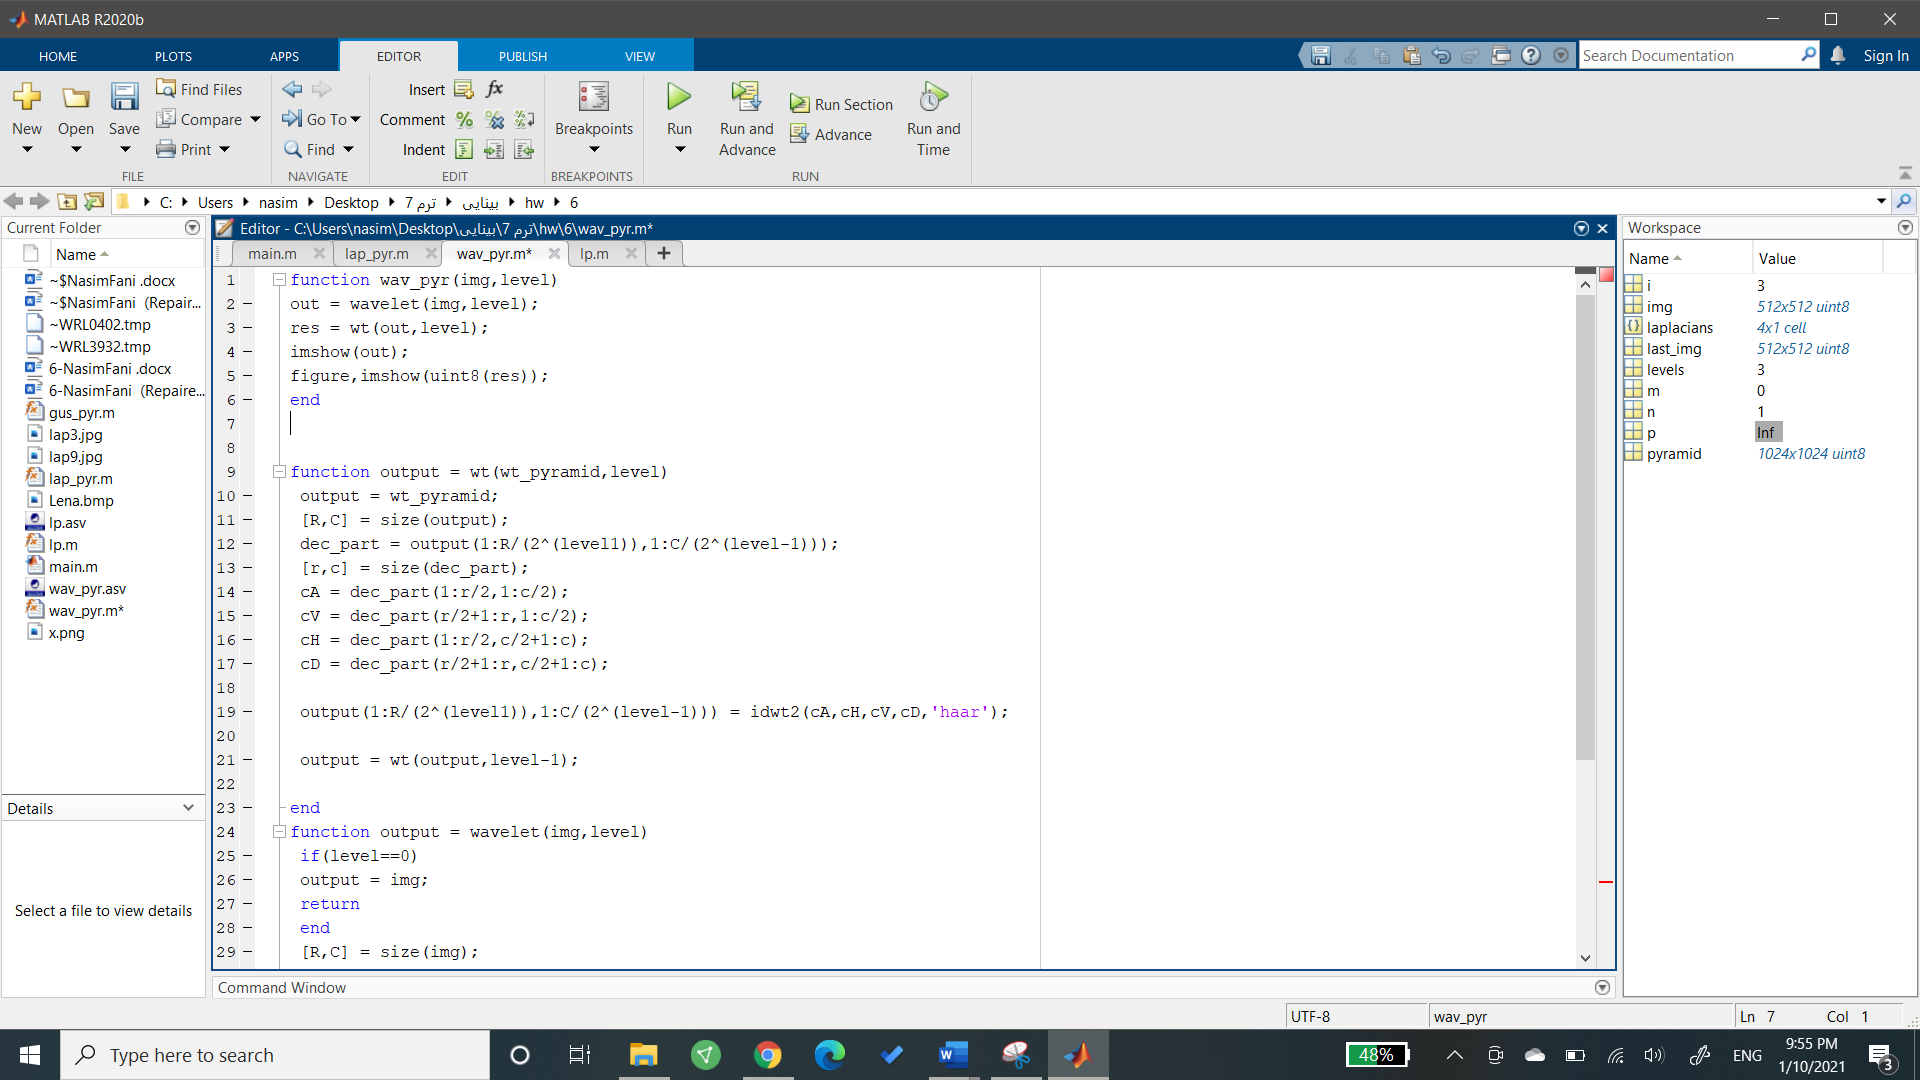 MATLAB R2020b
HOME PLOTS APPS EDITOR PUBLISH VIEW Search Documentation Sign In
New Open Save Find Files Compare Print
FILE
Go To Find
NAVIGATE
Insert fx
Comment
Indent
EDIT
Breakpoints
BREAKPOINTS
Run Run and Advance Run Section Advance Run and Time
RUN
C: Users nasim Desktop ترم 7 بینایی hw 6
Current Folder
Name
~$NasimFani .docx
~$NasimFani (Repair...
~WRL0402.tmp
~WRL3932.tmp
6-NasimFani .docx
6-NasimFani (Repaire...
gus_pyr.m
lap3.jpg
lap9.jpg
lap_pyr.m
Lena.bmp
lp.asv
lp.m
main.m
wav_pyr.asv
wav_pyr.m*
x.png
Details
Select a file to view details
Editor - C:\Users\nasim\Desktop\ترم 7\بینایی\hw\6\wav_pyr.m*
main.m lap_pyr.m wav_pyr.m* lp.m
1 function wav_pyr(img,level)
2 out = wavelet(img,level);
3 res = wt(out,level);
4 imshow(out);
5 figure,imshow(uint8(res));
6 end
7
8
9 function output = wt(wt_pyramid,level)
10 output = wt_pyramid;
11 [R,C] = size(output);
12 dec_part = output(1:R/(2^(level1)),1:C/(2^(level-1)));
13 [r,c] = size(dec_part);
14 cA = dec_part(1:r/2,1:c/2);
15 cV = dec_part(r/2+1:r,1:c/2);
16 cH = dec_part(1:r/2,c/2+1:c);
17 cD = dec_part(r/2+1:r,c/2+1:c);
18
19 output(1:R/(2^(level1)),1:C/(2^(level-1))) = idwt2(cA,cH,cV,cD,'haar');
20
21 output = wt(output,level-1);
22
23 end
24 function output = wavelet(img,level)
25 if(level==0)
26 output = img;
27 return
28 end
29 [R,C] = size(img);
Command Window
Workspace
Name Value
i 3
img 512x512 uint8
laplacians 4x1 cell
last_img 512x512 uint8
levels 3
m 0
n 1
p Inf
pyramid 1024x1024 uint8
UTF-8 wav_pyr Ln 7 Col 1
Type here to search
48%
ENG
9:55 PM
1/10/2021
3